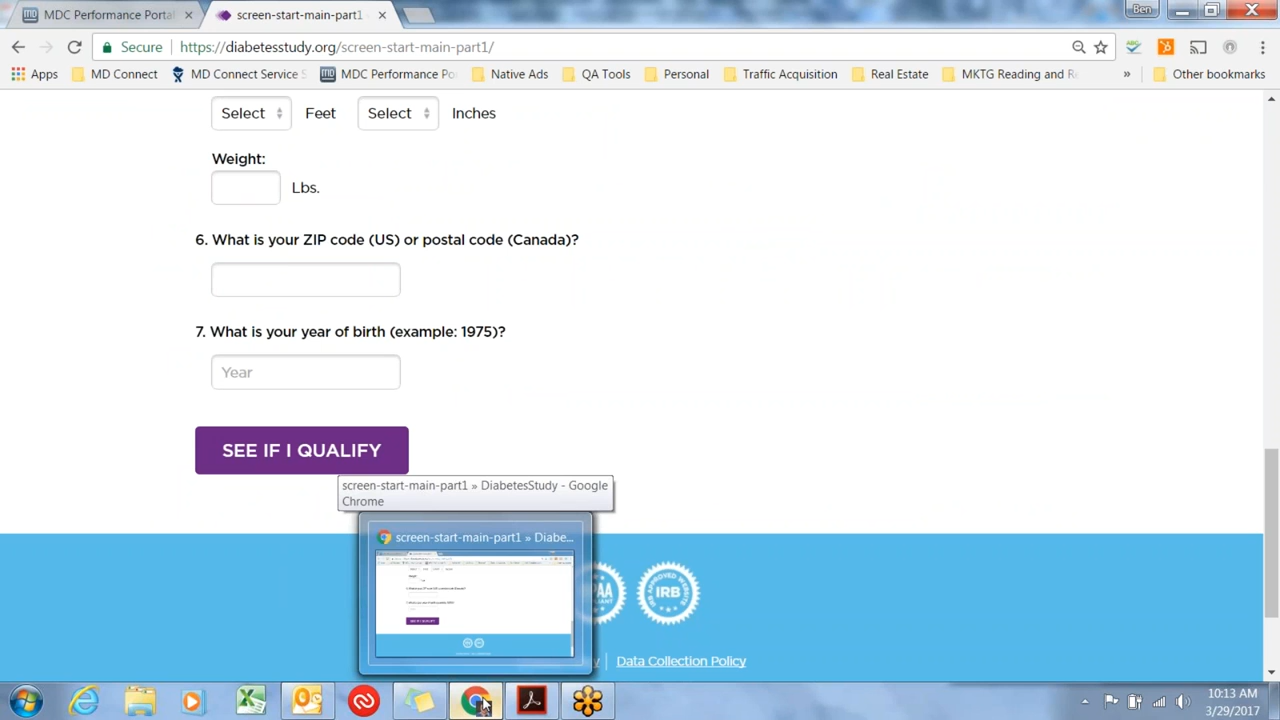 MDC Performance Portal
screen-start-main-part1
Ben
Secure
https://diabetesstudy.org/screen-start-main-part1/
Apps
MD Connect
MD Connect Service
MDC Performance Po
Native Ads
QA Tools
Personal
Traffic Acquisition
Real Estate
MKTG Reading and R
»
Other bookmarks
Select Feet Select Inches
Weight:
Lbs.
6. What is your ZIP code (US) or postal code (Canada)?
7. What is your year of birth (example: 1975)?
Year
SEE IF I QUALIFY
screen-start-main-part1 » DiabetesStudy - Google
Chrome
screen-start-main-part1 » Diabe...
IRB
Data Collection Policy
10:13 AM
3/29/2017